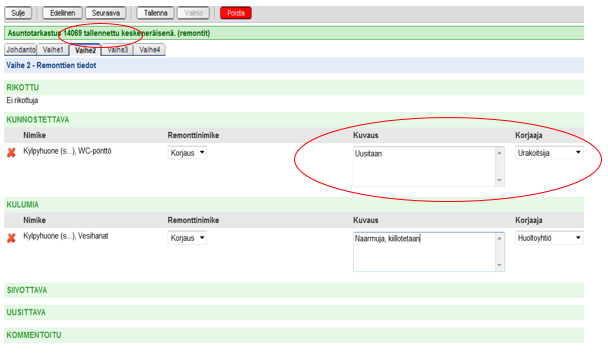 Sulje Edellinen Seuraava Tallenna Valmis Poista
Asuntotarkastus 14069 tallennettu keskeneräisenä. (remontit)
Johdanto Vaihe1 Vaihe2 Vaihe3 Vaihe4
Vaihe 2 - Remonttien tiedot
RIKOTTU
Ei rikottuja
KUNNOSTETTAVA
Nimike Remonttinimike Kuvaus Korjaaja
Kylpyhuone (s...), WC-pönttö Korjaus Uusitaan Urakoitsija
KULUMIA
Nimike Remonttinimike Kuvaus Korjaaja
Kylpyhuone (s...), Vesihanat Korjaus Naarmuja, kiillotetaan Huoltoyhtiö
SIIVOTTAVA
UUSITTAVA
KOMMENTOITU